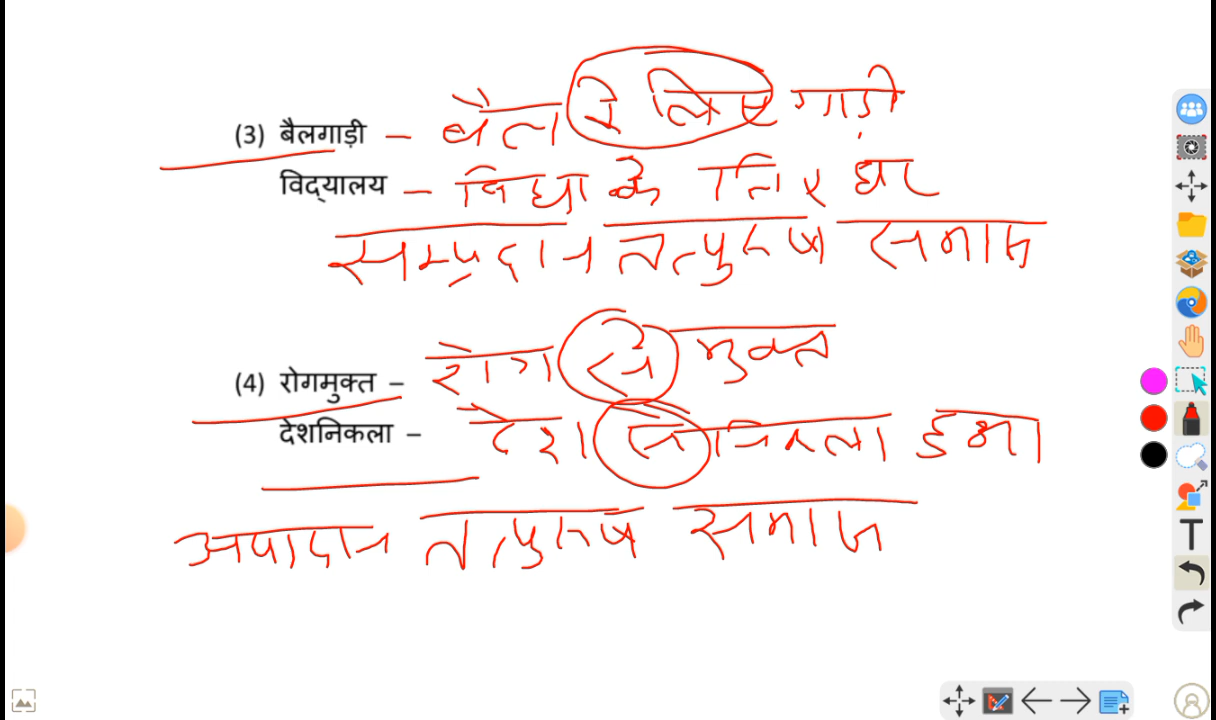 (3) बैलगाड़ी – बैल के लिए गाड़ी
विद्यालय – विद्या के लिए घर
सम्प्रदान तत्पुरूष समास
(4) रोगमुक्त – रोग से मुक्त
देशनिकला – देश से निकला हुआ
अपादान तत्पुरूष समास
T